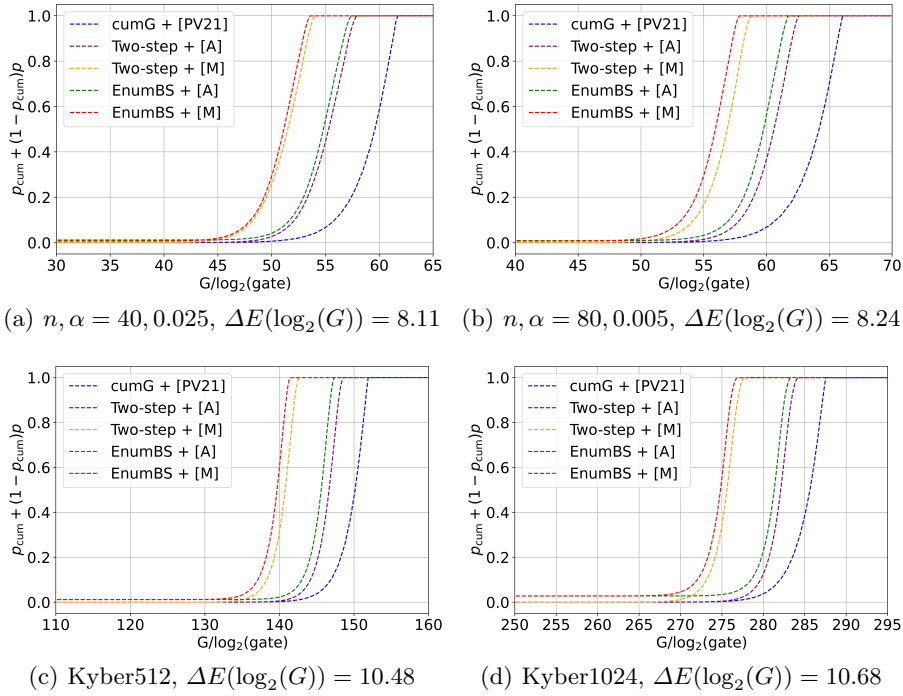 1.0
0.8
0.6
0.4
0.2
0.0
p_cum + (1 − p_cum)p
cumG + [PV21]
Two-step + [A]
Two-step + [M]
EnumBS + [A]
EnumBS + [M]
30 35 40 45 50 55 60 65
G/log₂(gate)
(a) n, α = 40, 0.025, ΔE(log₂(G)) = 8.11
1.0
0.8
0.6
0.4
0.2
0.0
p_cum + (1 − p_cum)p
cumG + [PV21]
Two-step + [A]
Two-step + [M]
EnumBS + [A]
EnumBS + [M]
40 45 50 55 60 65 70
G/log₂(gate)
(b) n, α = 80, 0.005, ΔE(log₂(G)) = 8.24
1.0
0.8
0.6
0.4
0.2
0.0
p_cum + (1 − p_cum)p
cumG + [PV21]
Two-step + [A]
Two-step + [M]
EnumBS + [A]
EnumBS + [M]
110 120 130 140 150 160
G/log₂(gate)
(c) Kyber512, ΔE(log₂(G)) = 10.48
1.0
0.8
0.6
0.4
0.2
0.0
p_cum + (1 − p_cum)p
cumG + [PV21]
Two-step + [A]
Two-step + [M]
EnumBS + [A]
EnumBS + [M]
250 255 260 265 270 275 280 285 290 295
G/log₂(gate)
(d) Kyber1024, ΔE(log₂(G)) = 10.68